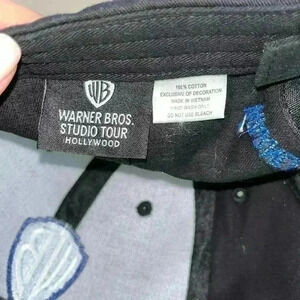 WB
WARNER BROS.
STUDIO TOUR
HOLLYWOOD
100% COTTON
EXCLUSIVE OF DECORATION
MADE IN VIETNAM
HAND WASH ONLY
DO NOT USE BLEACH